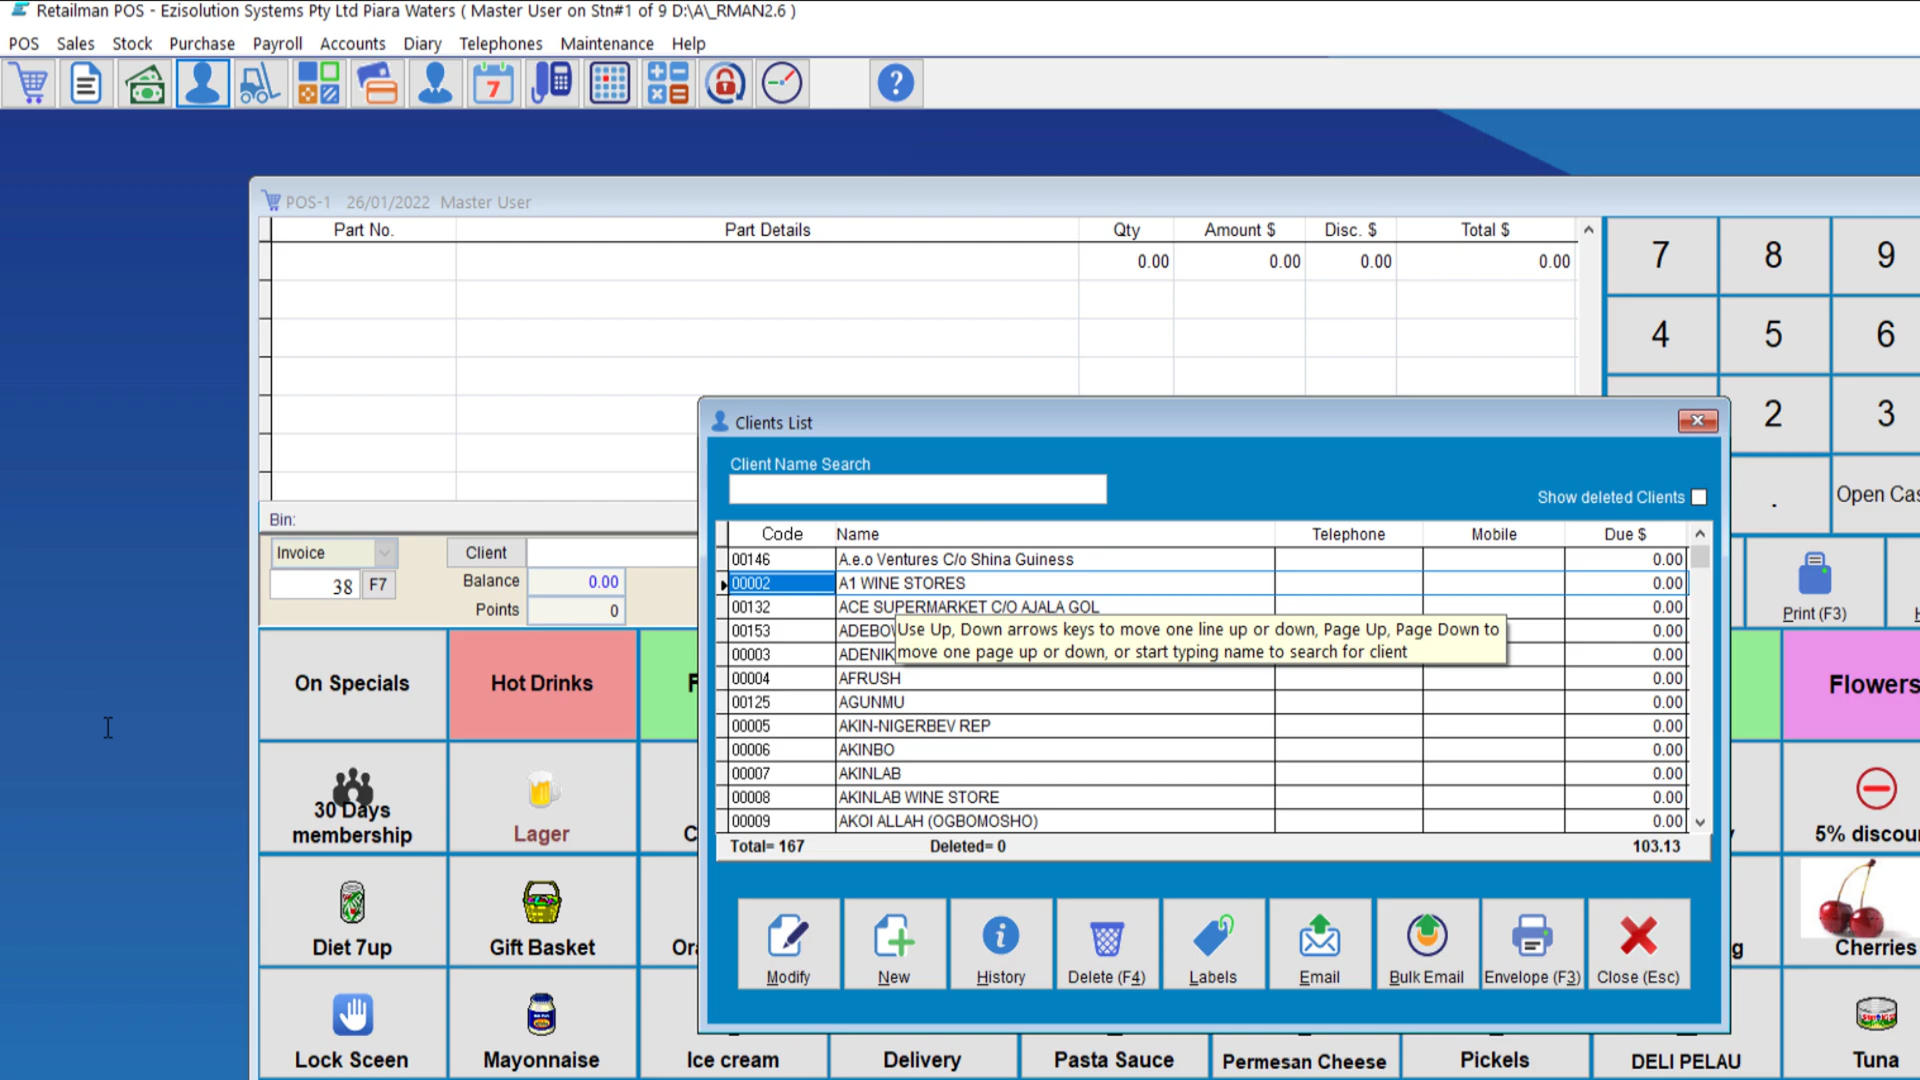 Retailman POS - Ezisolution Systems Pty Ltd Piara Waters ( Master User on Stn#1 of 9 D:\A\_RMAN2.6 )
POS Sales Stock Purchase Payroll Accounts Diary Telephones Maintenance Help
7
?
POS-1 26/01/2022 Master User
Part No. Part Details Qty Amount $ Disc. $ Total $
0.00 0.00 0.00 0.00
7 8 9
4 5 6
2 3
. Open Cas
Print (F3)
Clients List
Client Name Search
Show deleted Clients
Code Name Telephone Mobile Due $
00146 A.e.o Ventures C/o Shina Guiness 0.00
00002 A1 WINE STORES 0.00
00132 ACE SUPERMARKET C/O AJALA GOL 0.00
00153 ADEBO 0.00
00003 ADENIK 0.00
Use Up, Down arrows keys to move one line up or down, Page Up, Page Down to
move one page up or down, or start typing name to search for client
00004 AFRUSH 0.00
00125 AGUNMU 0.00
00005 AKIN-NIGERBEV REP 0.00
00006 AKINBO 0.00
00007 AKINLAB 0.00
00008 AKINLAB WINE STORE 0.00
00009 AKOI ALLAH (OGBOMOSHO) 0.00
Total= 167 Deleted= 0 103.13
Modify New History Delete (F4) Labels Email Bulk Email Envelope (F3) Close (Esc)
Bin:
Invoice Client
38 F7 Balance 0.00
Points 0
On Specials Hot Drinks F Flowers
30 Days
membership Lager C 5% discou
Diet 7up Gift Basket Ora g Cherries
Lock Sceen Mayonnaise Ice cream Delivery Pasta Sauce Permesan Cheese Pickels DELI PELAU Tuna